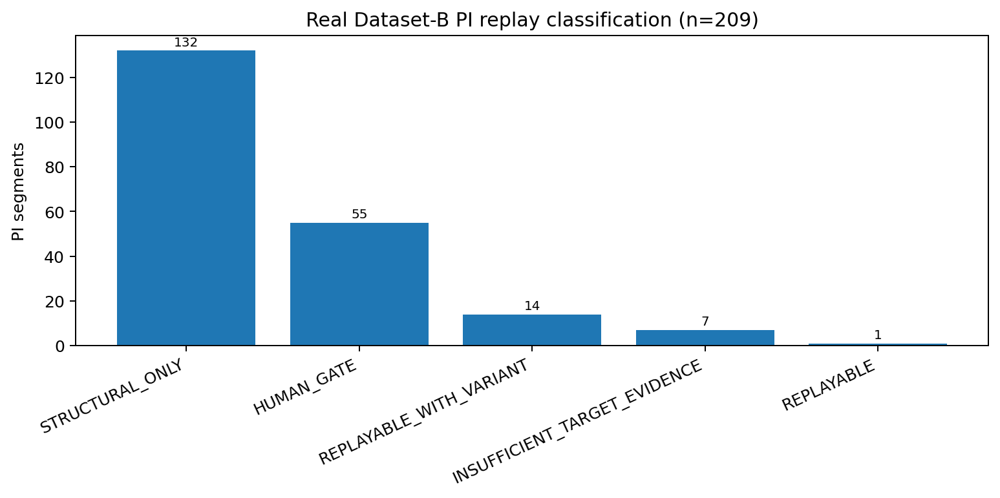 Real Dataset-B PI replay classification (n=209)
PI segments
120
100
80
60
40
20
0
132
55
14
7
1
STRUCTURAL_ONLY
HUMAN_GATE
REPLAYABLE_WITH_VARIANT
INSUFFICIENT_TARGET_EVIDENCE
REPLAYABLE